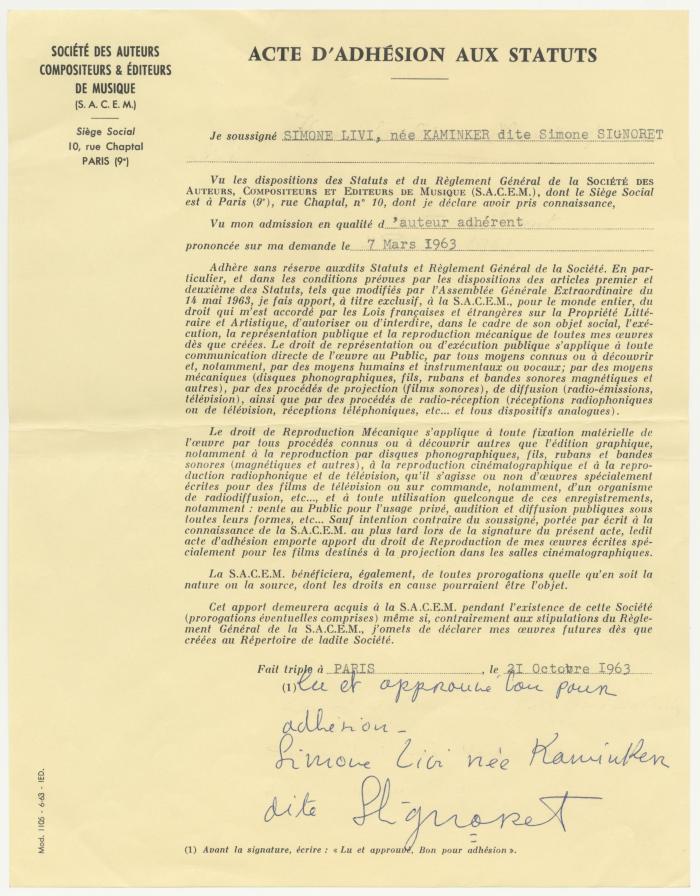 SOCIÉTÉ DES AUTEURS
COMPOSITEURS & ÉDITEURS
DE MUSIQUE
(S. A. C. E. M.)
Siège Social
10, rue Chaptal
PARIS (9e)
ACTE D'ADHÉSION AUX STATUTS
Je soussigné SIMONE LIVI, née KAMINKER dite Simone SIGNORET
Vu les dispositions des Statuts et du Règlement Général de la SOCIÉTÉ DES
AUTEURS, COMPOSITEURS ET EDITEURS DE MUSIQUE (S.A.C.E.M.), dont le Siège Social
est à Paris (9e), rue Chaptal, n° 10, dont je déclare avoir pris connaissance,
Vu mon admission en qualité d 'auteur adhérent
prononcée sur ma demande le 7 Mars I963
Adhère sans réserve auxdits Statuts et Règlement Général de la Société. En par-
ticulier, et dans les conditions prévues par les dispositions des articles premier et
deuxième des Statuts, tels que modifiés par l'Assemblée Générale Extraordinaire du
14 mai 1963, je fais apport, à titre exclusif, à la S.A.C.E.M., pour le monde entier, du
droit qui m'est accordé par les Lois françaises et étrangères sur la Propriété Litté-
raire et Artistique, d'autoriser ou d'interdire, dans le cadre de son objet social, l'exé-
cution, la représentation publique et la reproduction mécanique de toutes mes œuvres
dès que créées. Le droit de représentation ou d'exécution publique s'applique à toute
communication directe de l'œuvre au Public, par tous moyens connus ou à découvrir
et, notamment, par des moyens humains et instrumentaux ou vocaux; par des moyens
mécaniques (disques phonographiques, fils, rubans et bandes sonores magnétiques et
autres), par des procédés de projection (films sonores), de diffusion (radio-émissions,
télévision), ainsi que par des procédés de radio-réception (réceptions radiophoniques
ou de télévision, réceptions téléphoniques, etc... et tous dispositifs analogues).
Le droit de Reproduction Mécanique s'applique à toute fixation matérielle de
l'œuvre par tous procédés connus ou à découvrir autres que l'édition graphique,
notamment à la reproduction par disques phonographiques, fils, rubans et bandes
sonores (magnétiques et autres), à la reproduction cinématographique et à la repro-
duction radiophonique et de télévision, qu'il s'agisse ou non d'œuvres spécialement
écrites pour des films de télévision ou sur commande, notamment, d'un organisme
de radiodiffusion, etc..., et à toute utilisation quelconque de ces enregistrements,
notamment : vente au Public pour l'usage privé, audition et diffusion publiques sous
toutes leurs formes, etc... Sauf intention contraire du soussigné, portée par écrit à la
connaissance de la S.A.C.E.M. au plus tard lors de la signature du présent acte, ledit
acte d'adhésion emporte apport du droit de Reproduction de mes œuvres écrites spé-
cialement pour les films destinés à la projection dans les salles cinématographiques.
La S.A.C.E.M. bénéficiera, également, de toutes prorogations quelle qu'en soit la
nature ou la source, dont les droits en cause pourraient être l'objet.
Cet apport demeurera acquis à la S.A.C.E.M. pendant l'existence de cette Société
(prorogations éventuelles comprises) même si, contrairement aux stipulations du Règle-
ment Général de la S.A.C.E.M., j'omets de déclarer mes œuvres futures dès que
créées au Répertoire de ladite Société.
Fait triple à PARIS , le 2I Octobre I963
(1) Lu et approuvé bon pour
adhésion -
Simone Livi née Kaminker
dite Signoret
(1) Avant la signature, écrire : « Lu et approuvé, Bon pour adhésion ».
Mod. 1105 - 6-63 - IED.